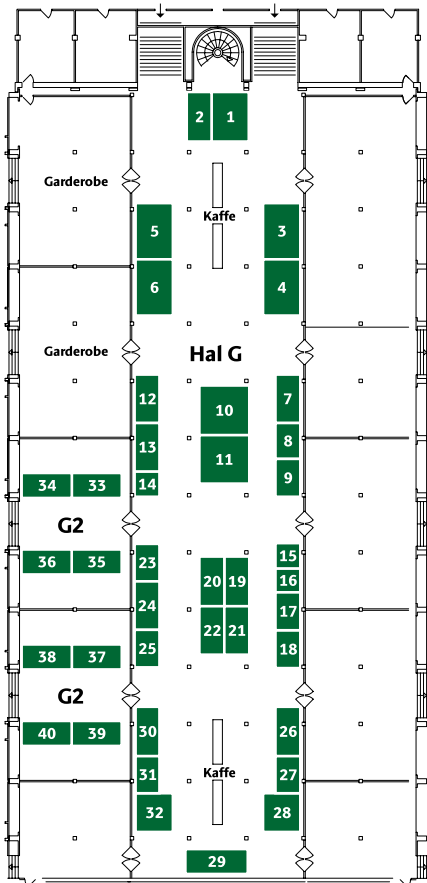 2 1
Garderobe
Kaffe
5 3
6 4
Garderobe
Hal G
12 10 7
13 11 8
14 9
34 33
G2
36 35
23 20 19 15
16
24 22 21 17
25 18
38 37
G2
40 39
30 26
31 Kaffe 27
32 28
29